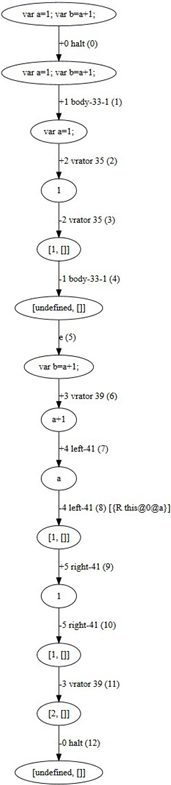 var a=1; var b=a+1;
+0 halt (0)
var a=1; var b=a+1;
+1 body-33-1 (1)
var a=1;
+2 vrator 35 (2)
1
-2 vrator 35 (3)
[1, []]
-1 body-33-1 (4)
[undefined, []]
e (5)
var b=a+1;
+3 vrator 39 (6)
a+1
+4 left-41 (7)
a
-4 left-41 (8) [{R this@0@a}]
[1, []]
+5 right-41 (9)
1
-5 right-41 (10)
[1, []]
-3 vrator 39 (11)
[2, []]
-0 halt (12)
[undefined, []]